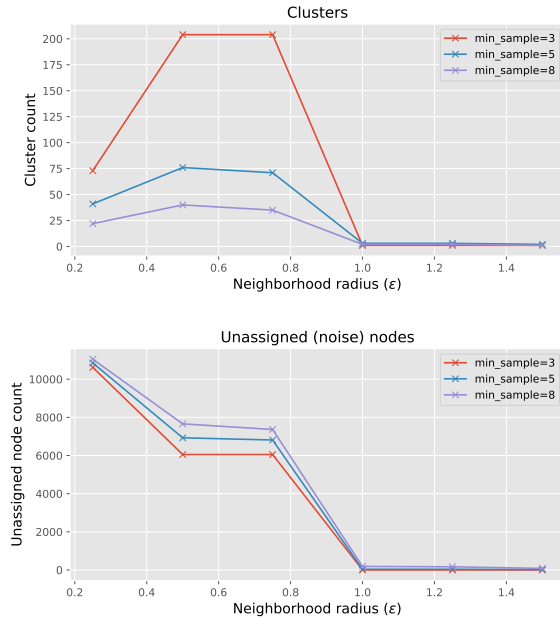 Clusters
200
175
150
125
100
75
50
25
0
Cluster count
min_sample=3
min_sample=5
min_sample=8
0.2 0.4 0.6 0.8 1.0 1.2 1.4
Neighborhood radius (ε)
Unassigned (noise) nodes
10000
8000
6000
4000
2000
0
Unassigned node count
min_sample=3
min_sample=5
min_sample=8
0.2 0.4 0.6 0.8 1.0 1.2 1.4
Neighborhood radius (ε)